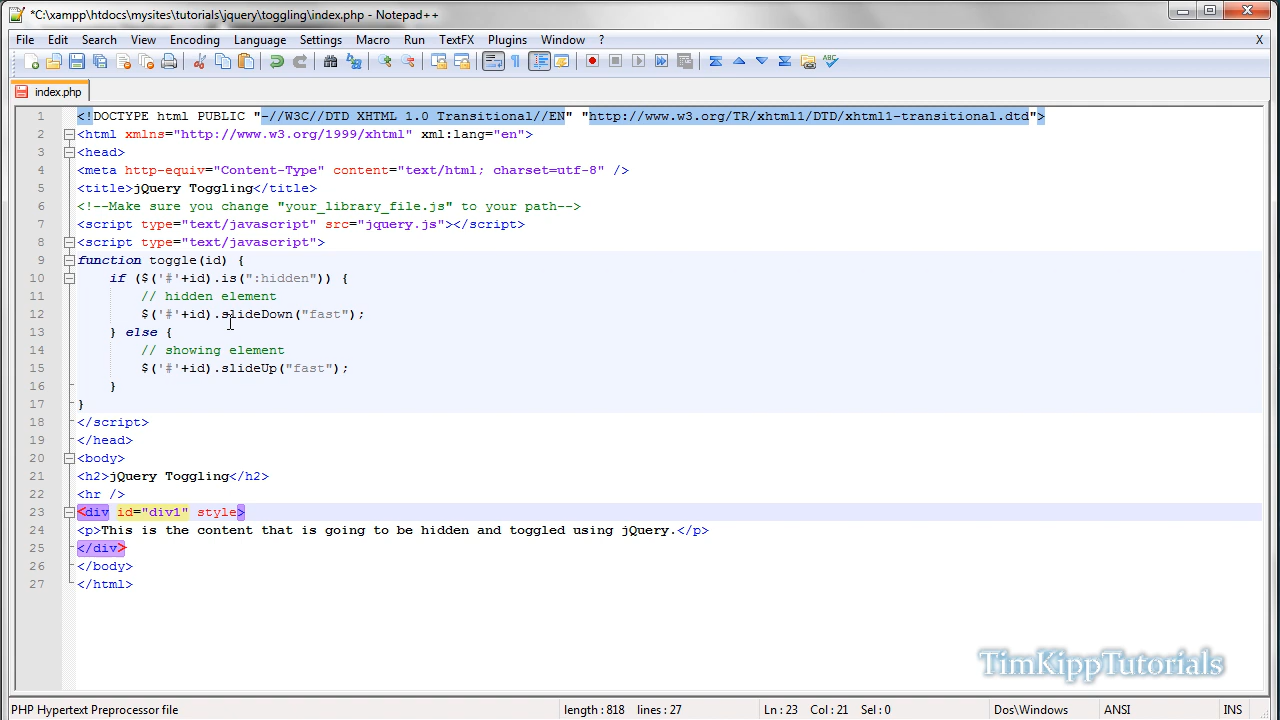 *C:\xampp\htdocs\mysites\tutorials\jquery\toggling\index.php - Notepad++
File Edit Search View Encoding Language Settings Macro Run TextFX Plugins Window ? X
index.php
1 <!DOCTYPE html PUBLIC "-//W3C//DTD XHTML 1.0 Transitional//EN" "http://www.w3.org/TR/xhtml1/DTD/xhtml1-transitional.dtd">
2 <html xmlns="http://www.w3.org/1999/xhtml" xml:lang="en">
3 <head>
4 <meta http-equiv="Content-Type" content="text/html; charset=utf-8" />
5 <title>jQuery Toggling</title>
6 <!--Make sure you change "your_library_file.js" to your path-->
7 <script type="text/javascript" src="jquery.js"></script>
8 <script type="text/javascript">
9 function toggle(id) {
10 if ($('#'+id).is(":hidden")) {
11 // hidden element
12 $('#'+id).slideDown("fast");
13 } else {
14 // showing element
15 $('#'+id).slideUp("fast");
16 }
17 }
18 </script>
19 </head>
20 <body>
21 <h2>jQuery Toggling</h2>
22 <hr />
23 <div id="div1" style>
24 <p>This is the content that is going to be hidden and toggled using jQuery.</p>
25 </div>
26 </body>
27 </html>
TimKippTutorials
PHP Hypertext Preprocessor file length : 818 lines : 27 Ln : 23 Col : 21 Sel : 0 Dos\Windows ANSI INS